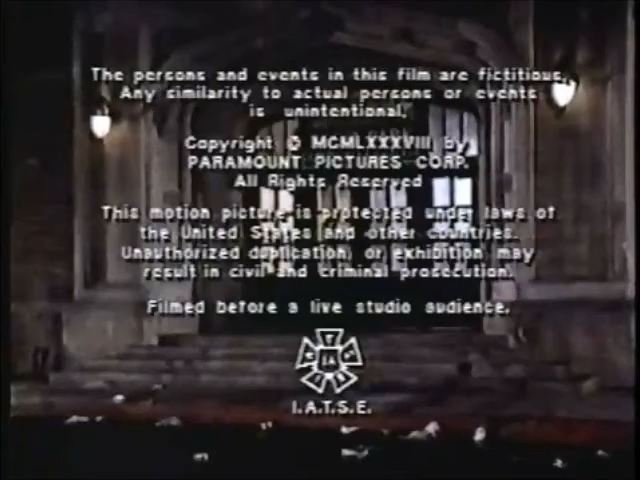 The persons and events in this film are fictitious.
Any similarity to actual persons or events
is unintentional.
Copyright © MCMLXXXVIII by
PARAMOUNT PICTURES CORP.
All Rights Reserved
This motion picture is protected under laws of
the United States and other countries.
Unauthorized duplication, or exhibition may
result in civil and criminal prosecution.
Filmed before a live studio audience.
IA
I.A.T.S.E.